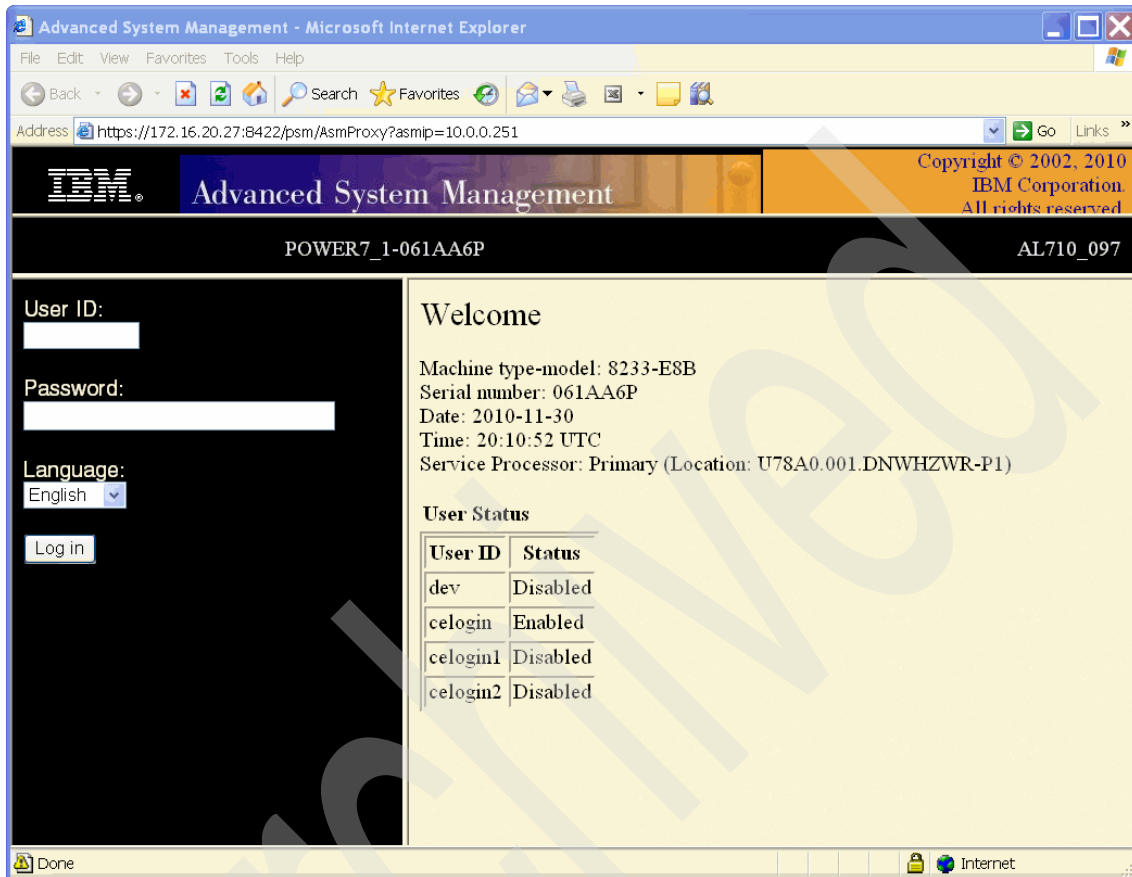 Advanced System Management - Microsoft Internet Explorer
File Edit View Favorites Tools Help
Back Search Favorites
Address https://172.16.20.27:8422/psm/AsmProxy?asmip=10.0.0.251 Go Links »
IBM® Advanced System Management
Copyright © 2002, 2010
IBM Corporation.
All rights reserved.
POWER7_1-061AA6P AL710_097
User ID:
Password:
Language:
English
Log in
Welcome
Machine type-model: 8233-E8B
Serial number: 061AA6P
Date: 2010-11-30
Time: 20:10:52 UTC
Service Processor: Primary (Location: U78A0.001.DNWHZWR-P1)
User Status
User ID Status
dev Disabled
celogin Enabled
celogin1 Disabled
celogin2 Disabled
Done Internet